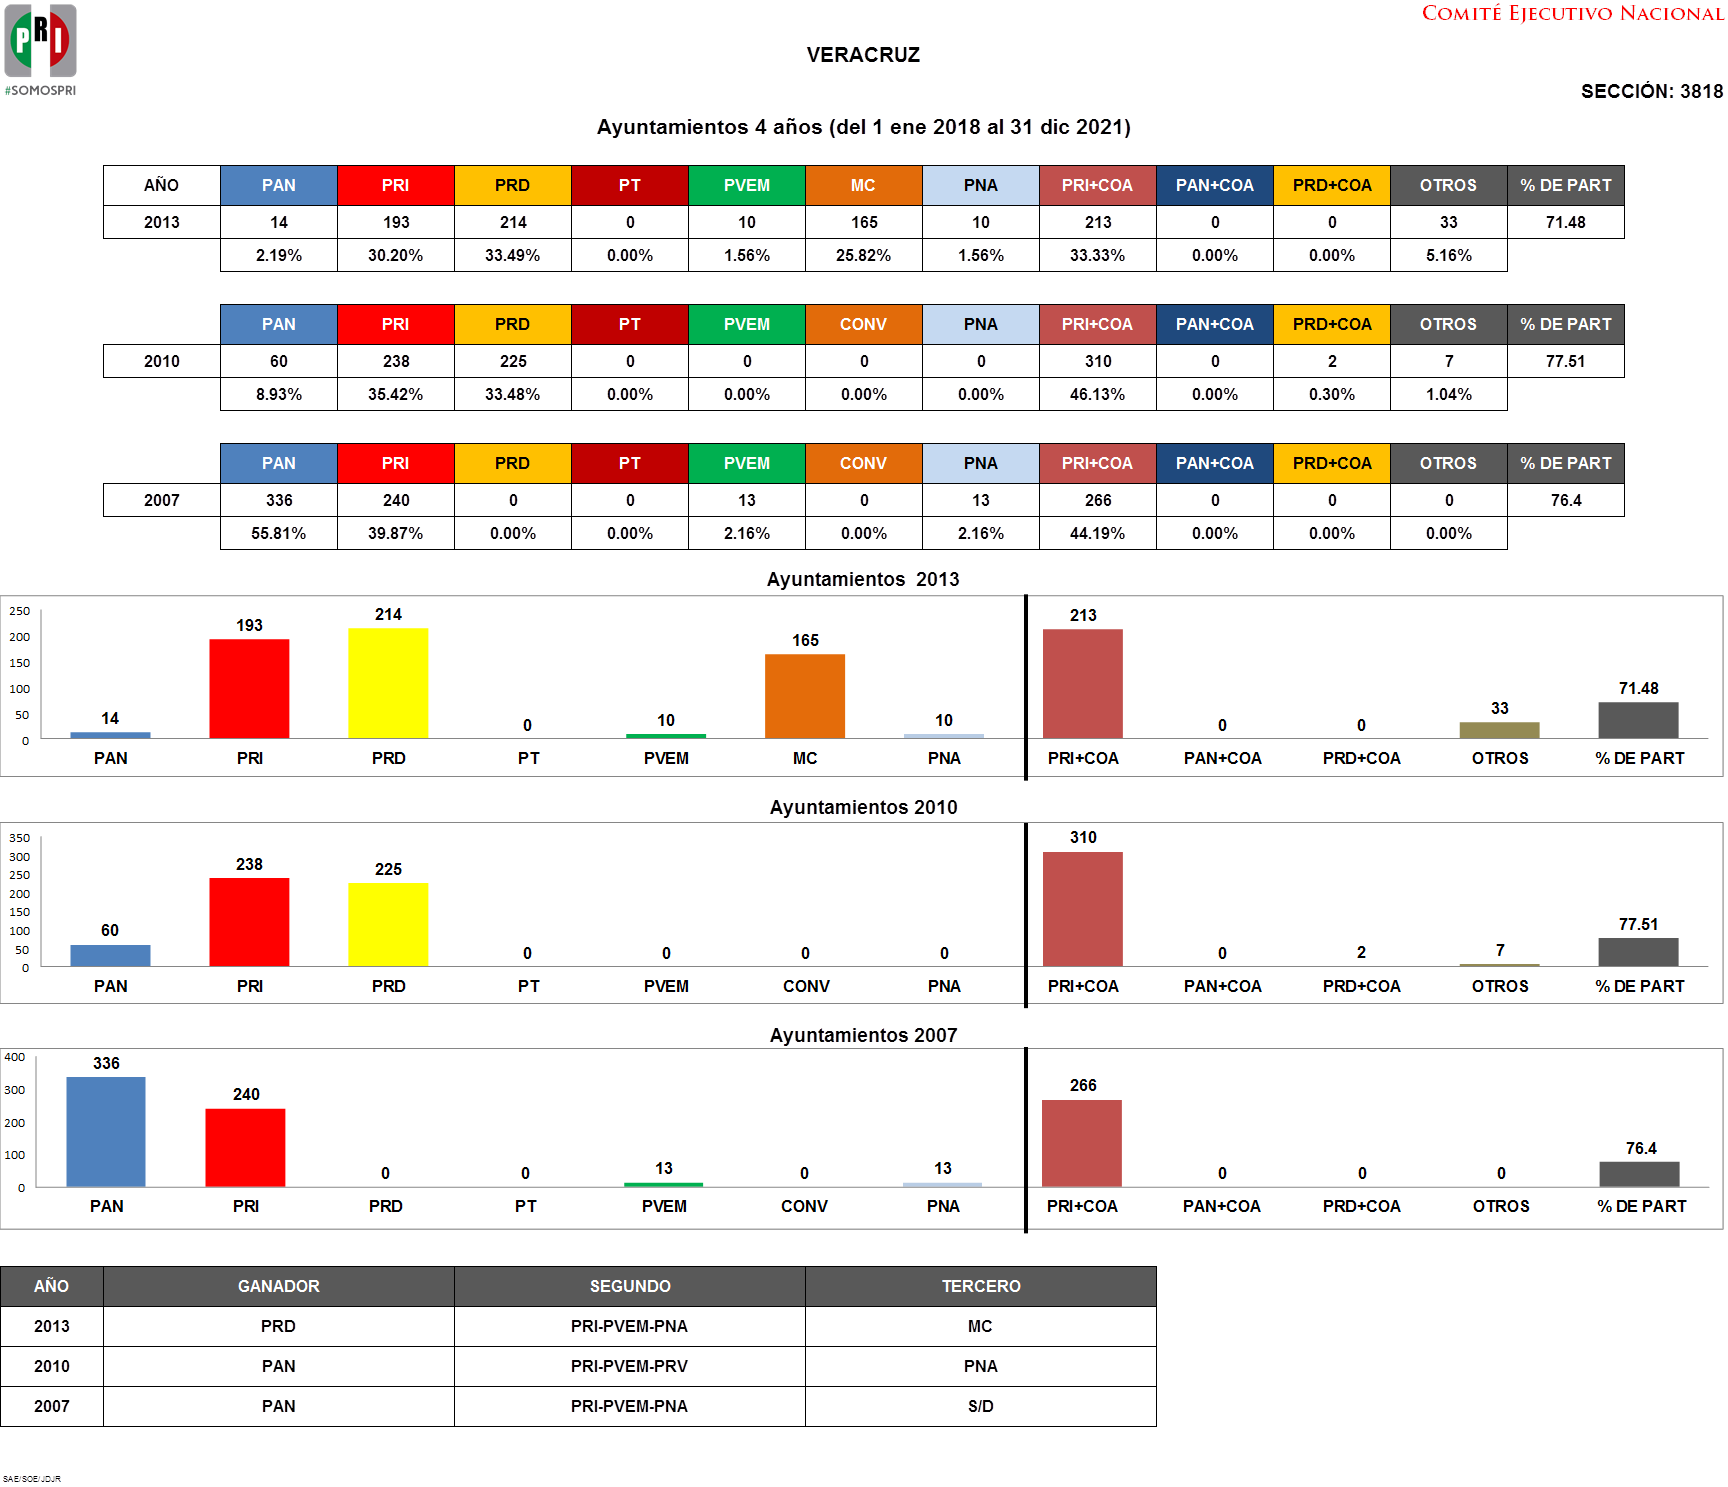 PRI
#SOMOSPRI
COMITÉ EJECUTIVO NACIONAL
VERACRUZ
SECCIÓN: 3818
Ayuntamientos 4 años (del 1 ene 2018 al 31 dic 2021)
AÑO PAN PRI PRD PT PVEM MC PNA PRI+COA PAN+COA PRD+COA OTROS % DE PART
2013 14 193 214 0 10 165 10 213 0 0 33 71.48
2.19% 30.20% 33.49% 0.00% 1.56% 25.82% 1.56% 33.33% 0.00% 0.00% 5.16%
PAN PRI PRD PT PVEM CONV PNA PRI+COA PAN+COA PRD+COA OTROS % DE PART
2010 60 238 225 0 0 0 0 310 0 2 7 77.51
8.93% 35.42% 33.48% 0.00% 0.00% 0.00% 0.00% 46.13% 0.00% 0.30% 1.04%
PAN PRI PRD PT PVEM CONV PNA PRI+COA PAN+COA PRD+COA OTROS % DE PART
2007 336 240 0 0 13 0 13 266 0 0 0 76.4
55.81% 39.87% 0.00% 0.00% 2.16% 0.00% 2.16% 44.19% 0.00% 0.00% 0.00%
Ayuntamientos 2013
250
200
150
100
50
0
14 193 214 0 10 165 10 213 0 0 33 71.48
PAN PRI PRD PT PVEM MC PNA PRI+COA PAN+COA PRD+COA OTROS % DE PART
Ayuntamientos 2010
350
300
250
200
150
100
50
0
60 238 225 0 0 0 0 310 0 2 7 77.51
PAN PRI PRD PT PVEM CONV PNA PRI+COA PAN+COA PRD+COA OTROS % DE PART
Ayuntamientos 2007
400
300
200
100
0
336 240 0 0 13 0 13 266 0 0 0 76.4
PAN PRI PRD PT PVEM CONV PNA PRI+COA PAN+COA PRD+COA OTROS % DE PART
AÑO GANADOR SEGUNDO TERCERO
2013 PRD PRI-PVEM-PNA MC
2010 PAN PRI-PVEM-PRV PNA
2007 PAN PRI-PVEM-PNA S/D
SAE/SOE/JDJR